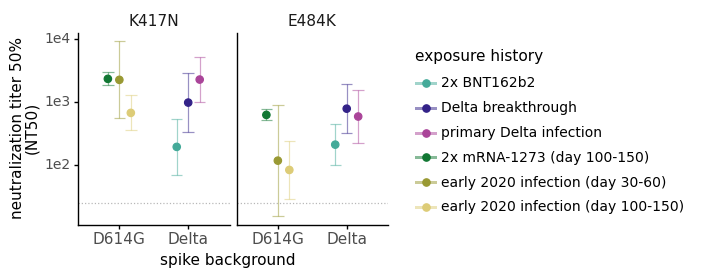 K417N E484K
1e4
1e3
1e2
neutralization titer 50%
(NT50)
D614G Delta D614G Delta
spike background
exposure history
2x BNT162b2
Delta breakthrough
primary Delta infection
2x mRNA-1273 (day 100-150)
early 2020 infection (day 30-60)
early 2020 infection (day 100-150)